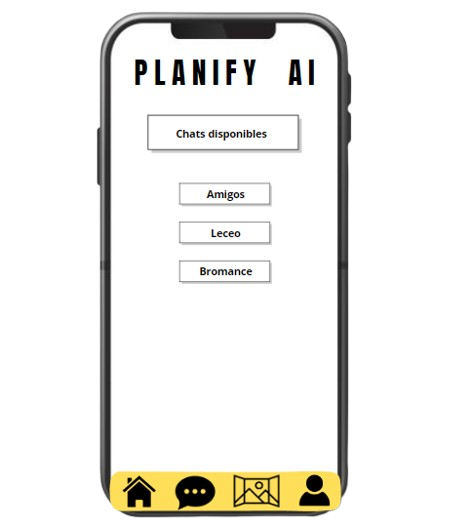 PLANIFY AI
Chats disponibles
Amigos
Leceo
Bromance